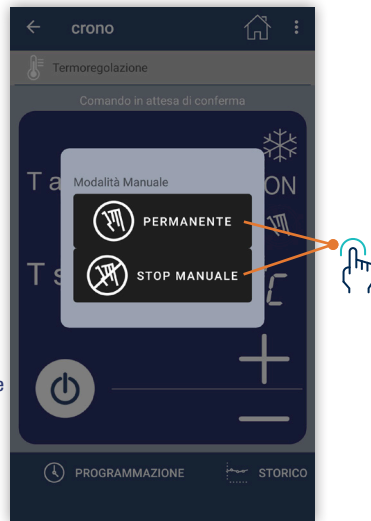 crono
Termoregolazione
Comando in attesa di conferma
T a
Modalità Manuale
ON
PERMANENTE
STOP MANUALE
T s
°C
e
PROGRAMMAZIONE
STORICO